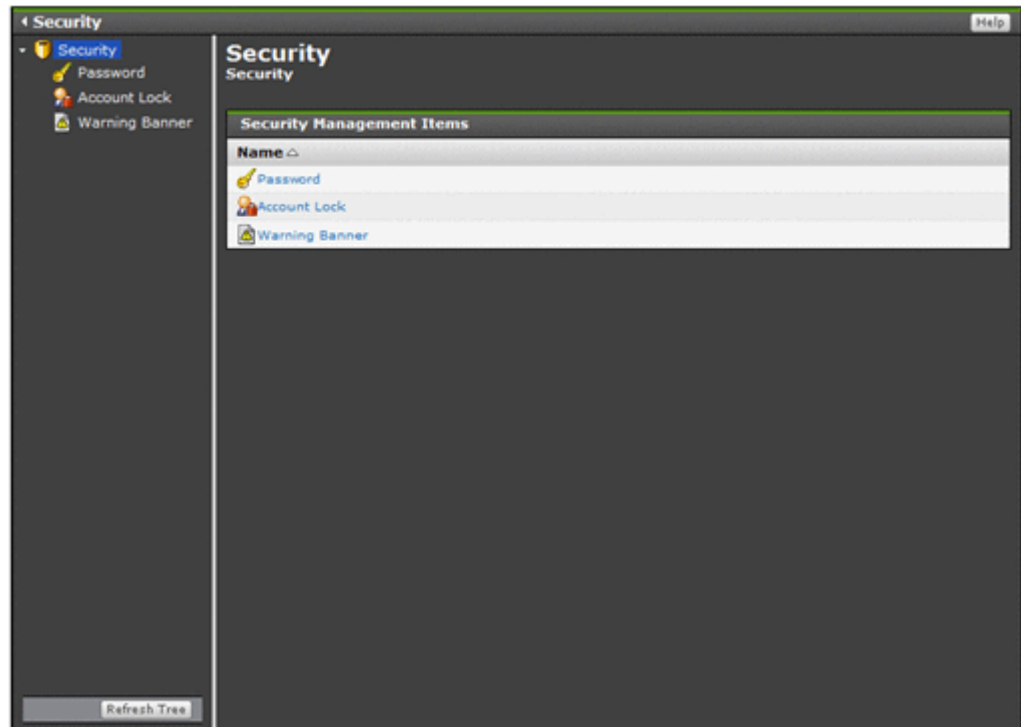 Security
Help
Security
Password
Account Lock
Warning Banner
Refresh Tree
Security
Security
Security Management Items
Name
Password
Account Lock
Warning Banner